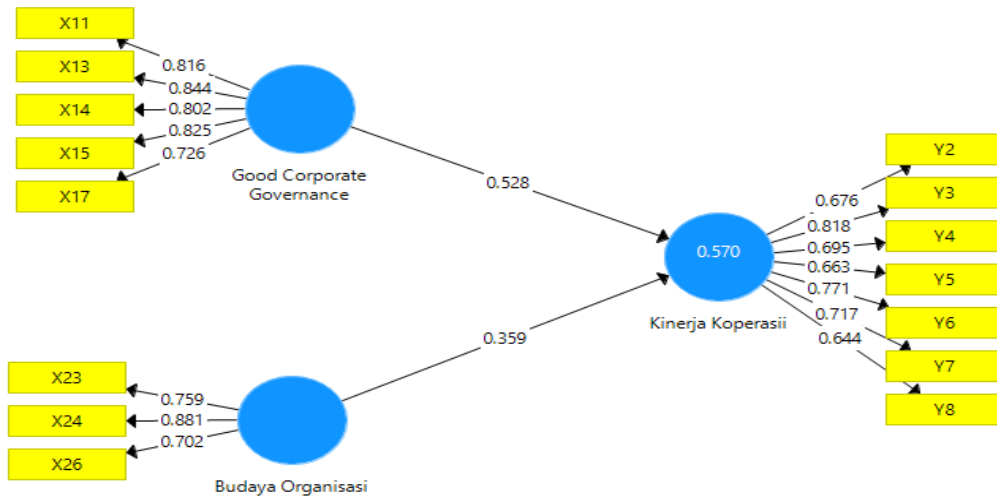 X11
X13
X14
X15
X17
0.816
0.844
0.802
0.825
0.726
Good Corporate
Governance
0.528
X23
X24
X26
0.759
0.881
0.702
Budaya Organisasi
0.359
0.570
Kinerja Koperasii
0.676
0.818
0.695
0.663
0.771
0.717
0.644
Y2
Y3
Y4
Y5
Y6
Y7
Y8